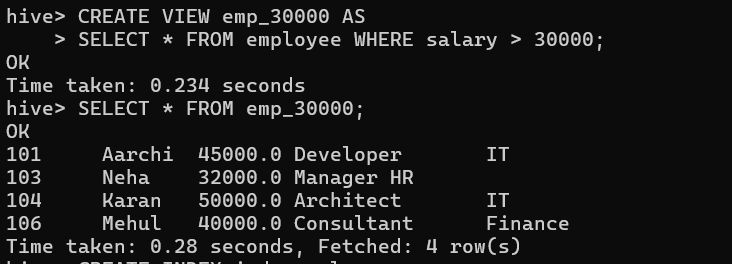 hive> CREATE VIEW emp_30000 AS
    > SELECT * FROM employee WHERE salary > 30000;
OK
Time taken: 0.234 seconds
hive> SELECT * FROM emp_30000;
OK
101     Aarchi  45000.0 Developer       IT
103     Neha    32000.0 Manager HR
104     Karan   50000.0 Architect       IT
106     Mehul   40000.0 Consultant      Finance
Time taken: 0.28 seconds, Fetched: 4 row(s)